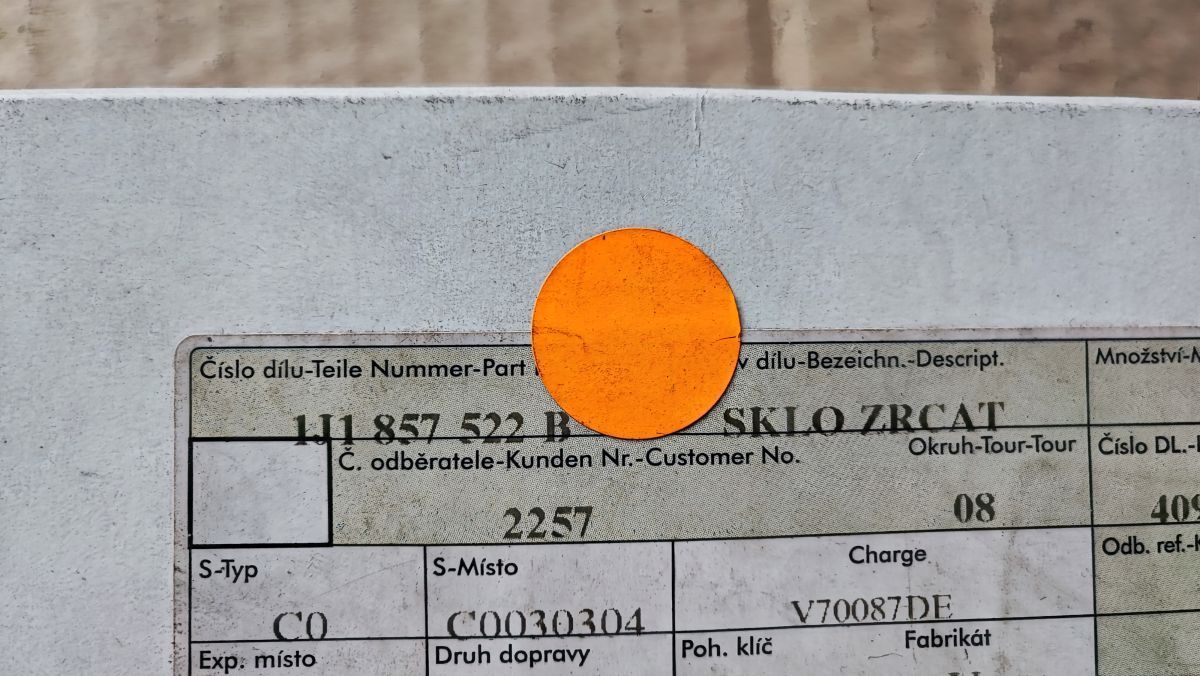 Číslo dílu-Teile Nummer-Part v dílu-Bezeichn.-Descript. Množství-M
1J1 857 522 B SKLO ZRCAT
Č. odběratele-Kunden Nr.-Customer No. Okruh-Tour-Tour Číslo DL.-
2257 08 409
S-Typ S-Místo Charge Odb. ref.-K
C0 C0030304 V70087DE
Exp. místo Druh dopravy Poh. klíč Fabrikát